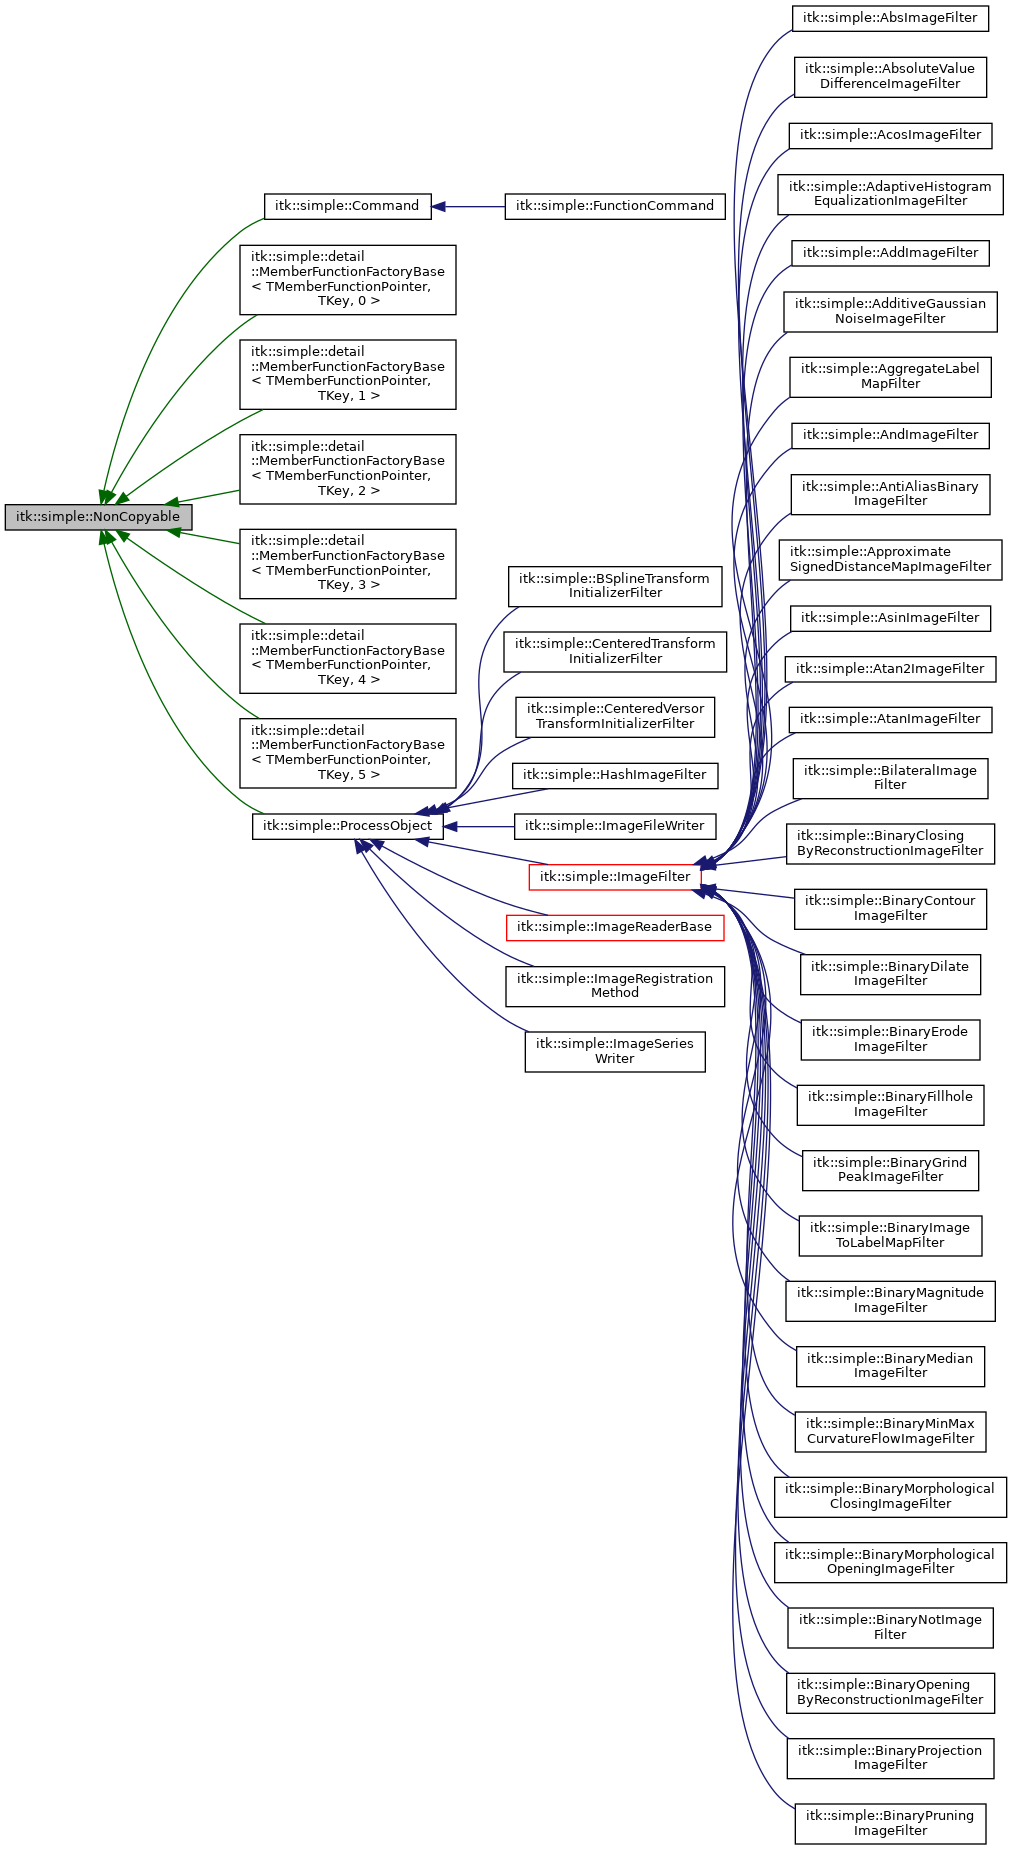 itk::simple::NonCopyable
itk::simple::Command
itk::simple::FunctionCommand
itk::simple::detail
::MemberFunctionFactoryBase
< TMemberFunctionPointer,
TKey, 0 >
itk::simple::detail
::MemberFunctionFactoryBase
< TMemberFunctionPointer,
TKey, 1 >
itk::simple::detail
::MemberFunctionFactoryBase
< TMemberFunctionPointer,
TKey, 2 >
itk::simple::detail
::MemberFunctionFactoryBase
< TMemberFunctionPointer,
TKey, 3 >
itk::simple::detail
::MemberFunctionFactoryBase
< TMemberFunctionPointer,
TKey, 4 >
itk::simple::detail
::MemberFunctionFactoryBase
< TMemberFunctionPointer,
TKey, 5 >
itk::simple::ProcessObject
itk::simple::BSplineTransform
InitializerFilter
itk::simple::CenteredTransform
InitializerFilter
itk::simple::CenteredVersor
TransformInitializerFilter
itk::simple::HashImageFilter
itk::simple::ImageFileWriter
itk::simple::ImageFilter
itk::simple::ImageReaderBase
itk::simple::ImageRegistration
Method
itk::simple::ImageSeries
Writer
itk::simple::AbsImageFilter
itk::simple::AbsoluteValue
DifferenceImageFilter
itk::simple::AcosImageFilter
itk::simple::AdaptiveHistogram
EqualizationImageFilter
itk::simple::AddImageFilter
itk::simple::AdditiveGaussian
NoiseImageFilter
itk::simple::AggregateLabel
MapFilter
itk::simple::AndImageFilter
itk::simple::AntiAliasBinary
ImageFilter
itk::simple::Approximate
SignedDistanceMapImageFilter
itk::simple::AsinImageFilter
itk::simple::Atan2ImageFilter
itk::simple::AtanImageFilter
itk::simple::BilateralImage
Filter
itk::simple::BinaryClosing
ByReconstructionImageFilter
itk::simple::BinaryContour
ImageFilter
itk::simple::BinaryDilate
ImageFilter
itk::simple::BinaryErode
ImageFilter
itk::simple::BinaryFillhole
ImageFilter
itk::simple::BinaryGrind
PeakImageFilter
itk::simple::BinaryImage
ToLabelMapFilter
itk::simple::BinaryMagnitude
ImageFilter
itk::simple::BinaryMedian
ImageFilter
itk::simple::BinaryMinMax
CurvatureFlowImageFilter
itk::simple::BinaryMorphological
ClosingImageFilter
itk::simple::BinaryMorphological
OpeningImageFilter
itk::simple::BinaryNotImage
Filter
itk::simple::BinaryOpening
ByReconstructionImageFilter
itk::simple::BinaryProjection
ImageFilter
itk::simple::BinaryPruning
ImageFilter